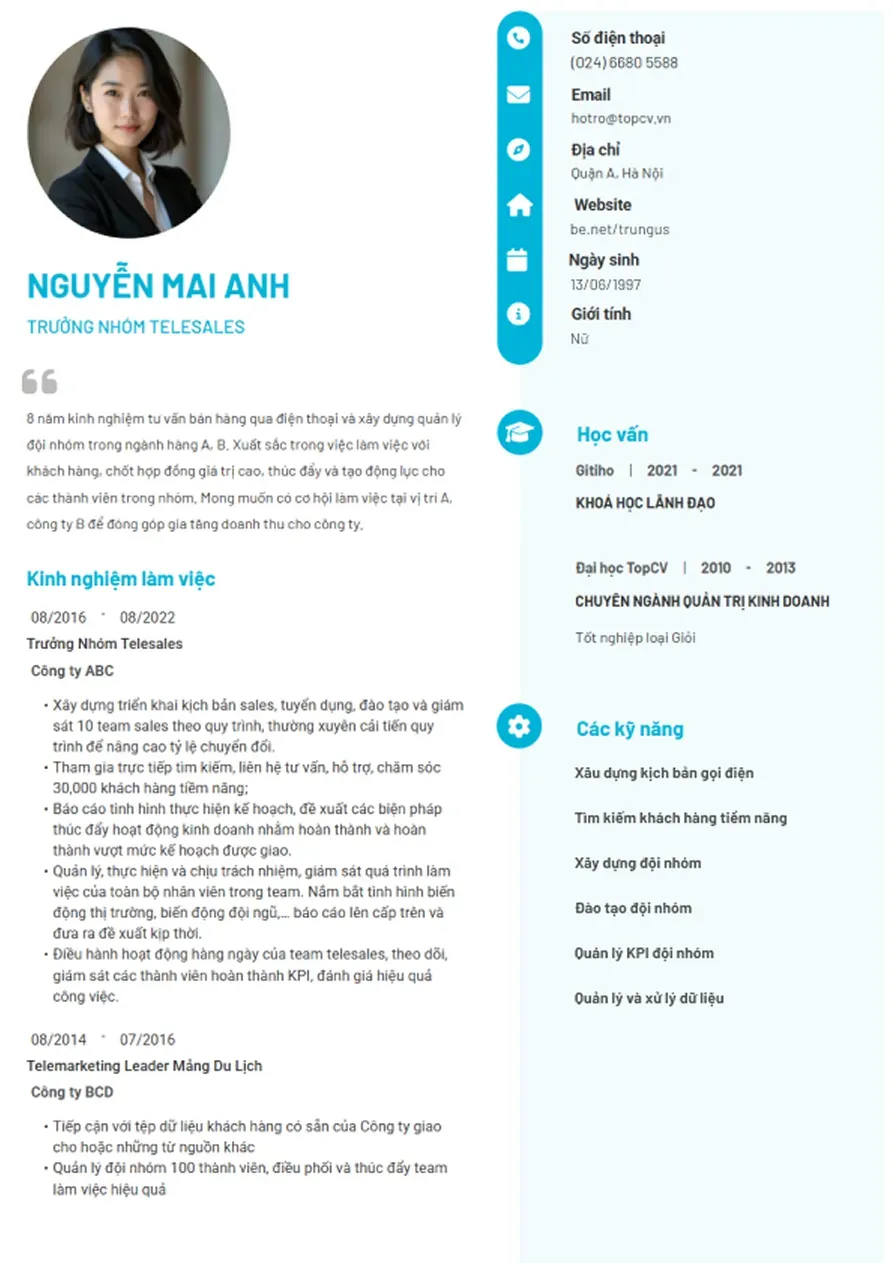 NGUYỄN MAI ANH
TRƯỞNG NHÓM TELESALES
8 năm kinh nghiệm tư vấn bán hàng qua điện thoại và xây dựng quản lý
đội nhóm trong ngành hàng A, B. Xuất sắc trong việc làm việc với
khách hàng, chốt hợp đồng giá trị cao, thúc đẩy và tạo động lực cho
các thành viên trong nhóm. Mong muốn có cơ hội làm việc tại vị trí A,
công ty B để đóng góp gia tăng doanh thu cho công ty.
Kinh nghiệm làm việc
08/2016 - 08/2022
Trưởng Nhóm Telesales
Công ty ABC
• Xây dựng triển khai kịch bản sales, tuyển dụng, đào tạo và giám
sát 10 team sales theo quy trình, thường xuyên cải tiến quy
trình để nâng cao tỷ lệ chuyển đổi.
• Tham gia trực tiếp tìm kiếm, liên hệ tư vấn, hỗ trợ, chăm sóc
30,000 khách hàng tiềm năng;
• Báo cáo tình hình thực hiện kế hoạch, đề xuất các biện pháp
thúc đẩy hoạt động kinh doanh nhằm hoàn thành và hoàn
thành vượt mức kế hoạch được giao.
• Quản lý, thực hiện và chịu trách nhiệm, giám sát quá trình làm
việc của toàn bộ nhân viên trong team. Nắm bắt tình hình biến
động thị trường, biến động đội ngũ,... báo cáo lên cấp trên và
đưa ra đề xuất kịp thời.
• Điều hành hoạt động hàng ngày của team telesales, theo dõi,
giám sát các thành viên hoàn thành KPI, đánh giá hiệu quả
công việc.
08/2014 - 07/2016
Telemarketing Leader Mảng Du Lịch
Công ty BCD
• Tiếp cận với tệp dữ liệu khách hàng có sẵn của Công ty giao
cho hoặc những từ nguồn khác
• Quản lý đội nhóm 100 thành viên, điều phối và thúc đẩy team
làm việc hiệu quả
Số điện thoại
(024) 6680 5588
Email
hotro@topcv.vn
Địa chỉ
Quận A, Hà Nội
Website
be.net/trungus
Ngày sinh
13/06/1997
Giới tính
Nữ
Học vấn
Gitiho | 2021 - 2021
KHOÁ HỌC LÃNH ĐẠO
Đại học TopCV | 2010 - 2013
CHUYÊN NGÀNH QUẢN TRỊ KINH DOANH
Tốt nghiệp loại Giỏi
Các kỹ năng
Xâu dựng kịch bản gọi điện
Tìm kiếm khách hàng tiềm năng
Xây dựng đội nhóm
Đào tạo đội nhóm
Quản lý KPI đội nhóm
Quản lý và xử lý dữ liệu